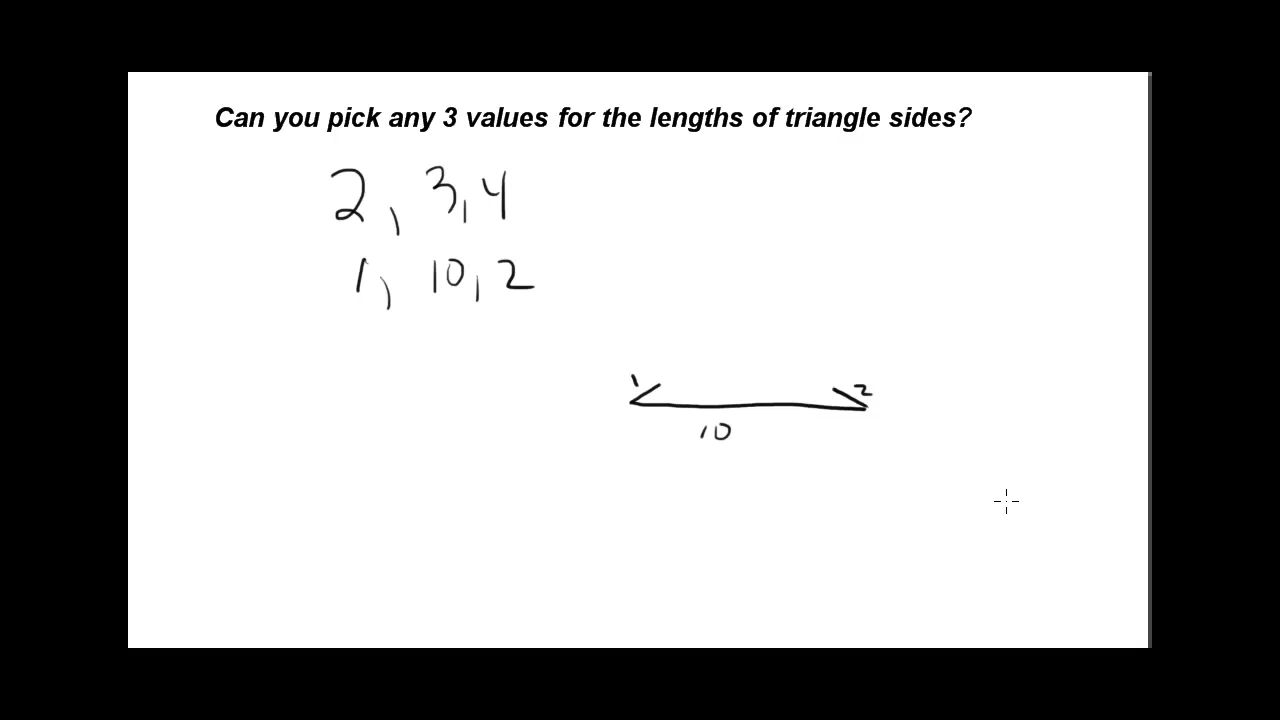 Can you pick any 3 values for the lengths of triangle sides?
2, 3, 4
1, 10, 2
1 2
10